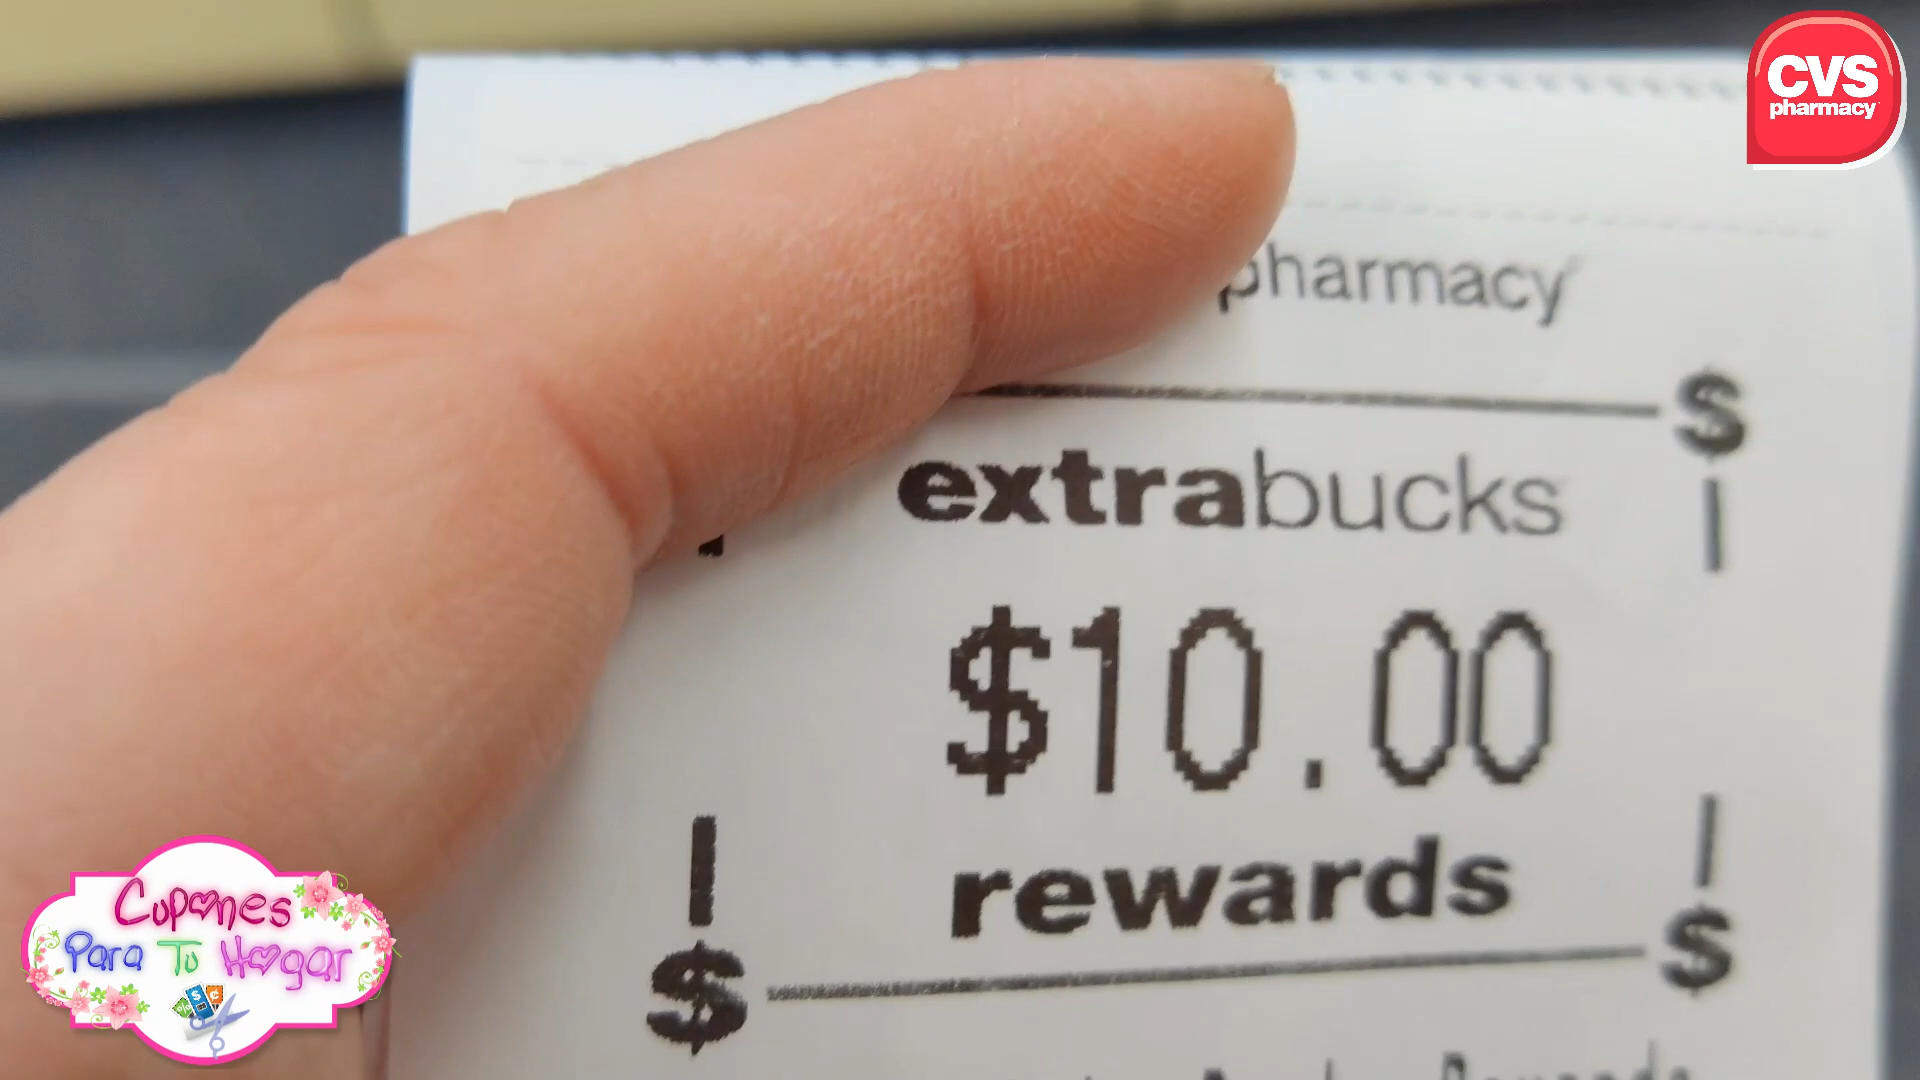 CVS
pharmacy
pharmacy
$
extrabucks
$10.00
rewards
$
$
Cupones
Para Tu Hogar